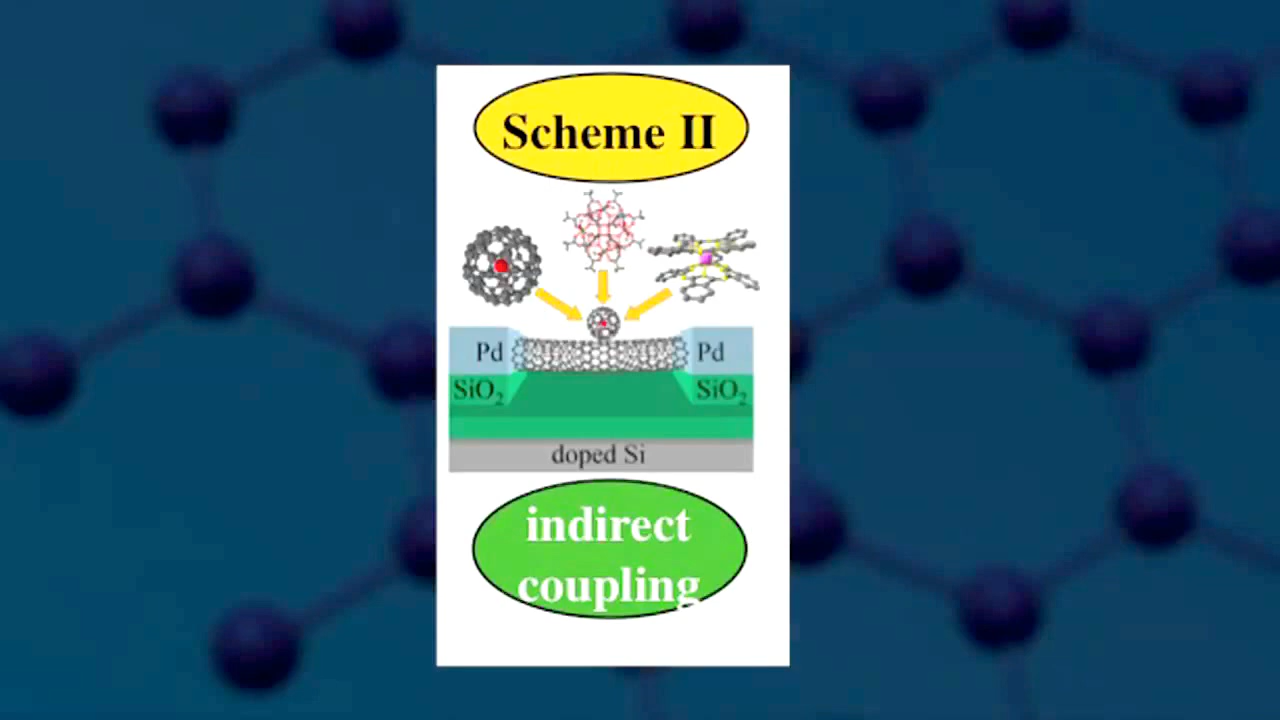 Scheme II
Pd Pd
SiO₂ SiO₂
doped Si
indirect
coupling